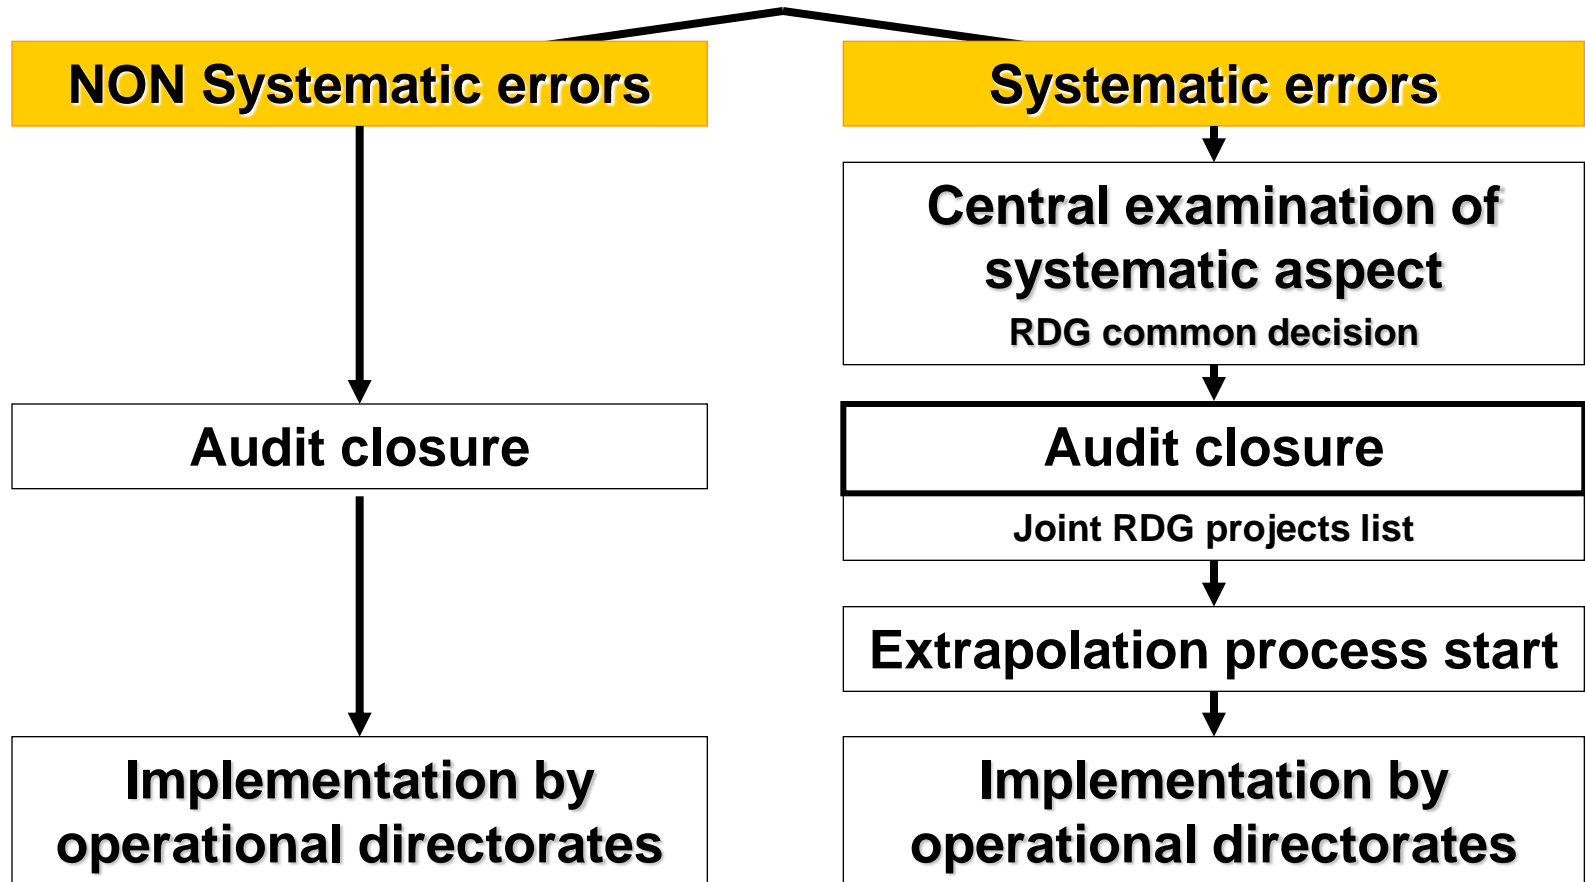 NON Systematic errors
Audit closure
Implementation by
operational directorates
Systematic errors
Central examination of
systematic aspect
RDG common decision
Audit closure
Joint RDG projects list
Extrapolation process start
Implementation by
operational directorates